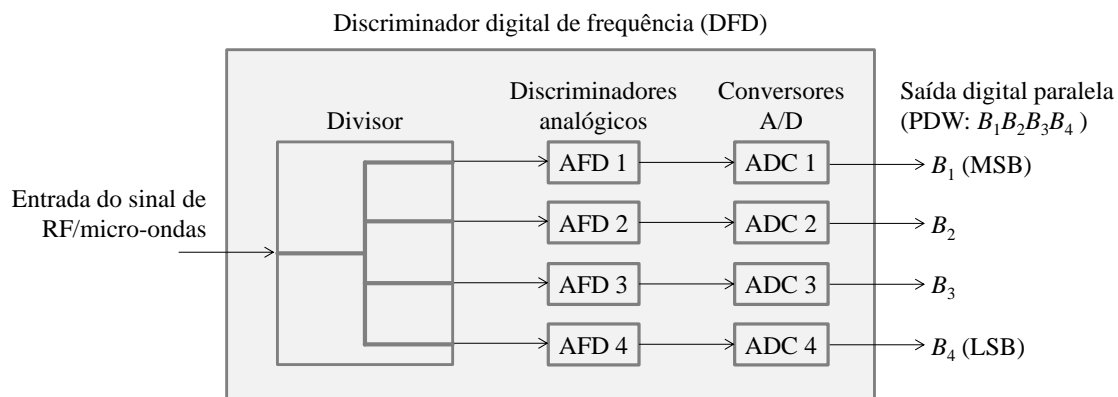 Discriminador digital de frequência (DFD)
Divisor
Discriminadores
analógicos
Conversores
A/D
Saída digital paralela
(PDW: B₁B₂B₃B₄ )
Entrada do sinal de
RF/micro-ondas
AFD 1
ADC 1
B₁ (MSB)
AFD 2
ADC 2
B₂
AFD 3
ADC 3
B₃
AFD 4
ADC 4
B₄ (LSB)